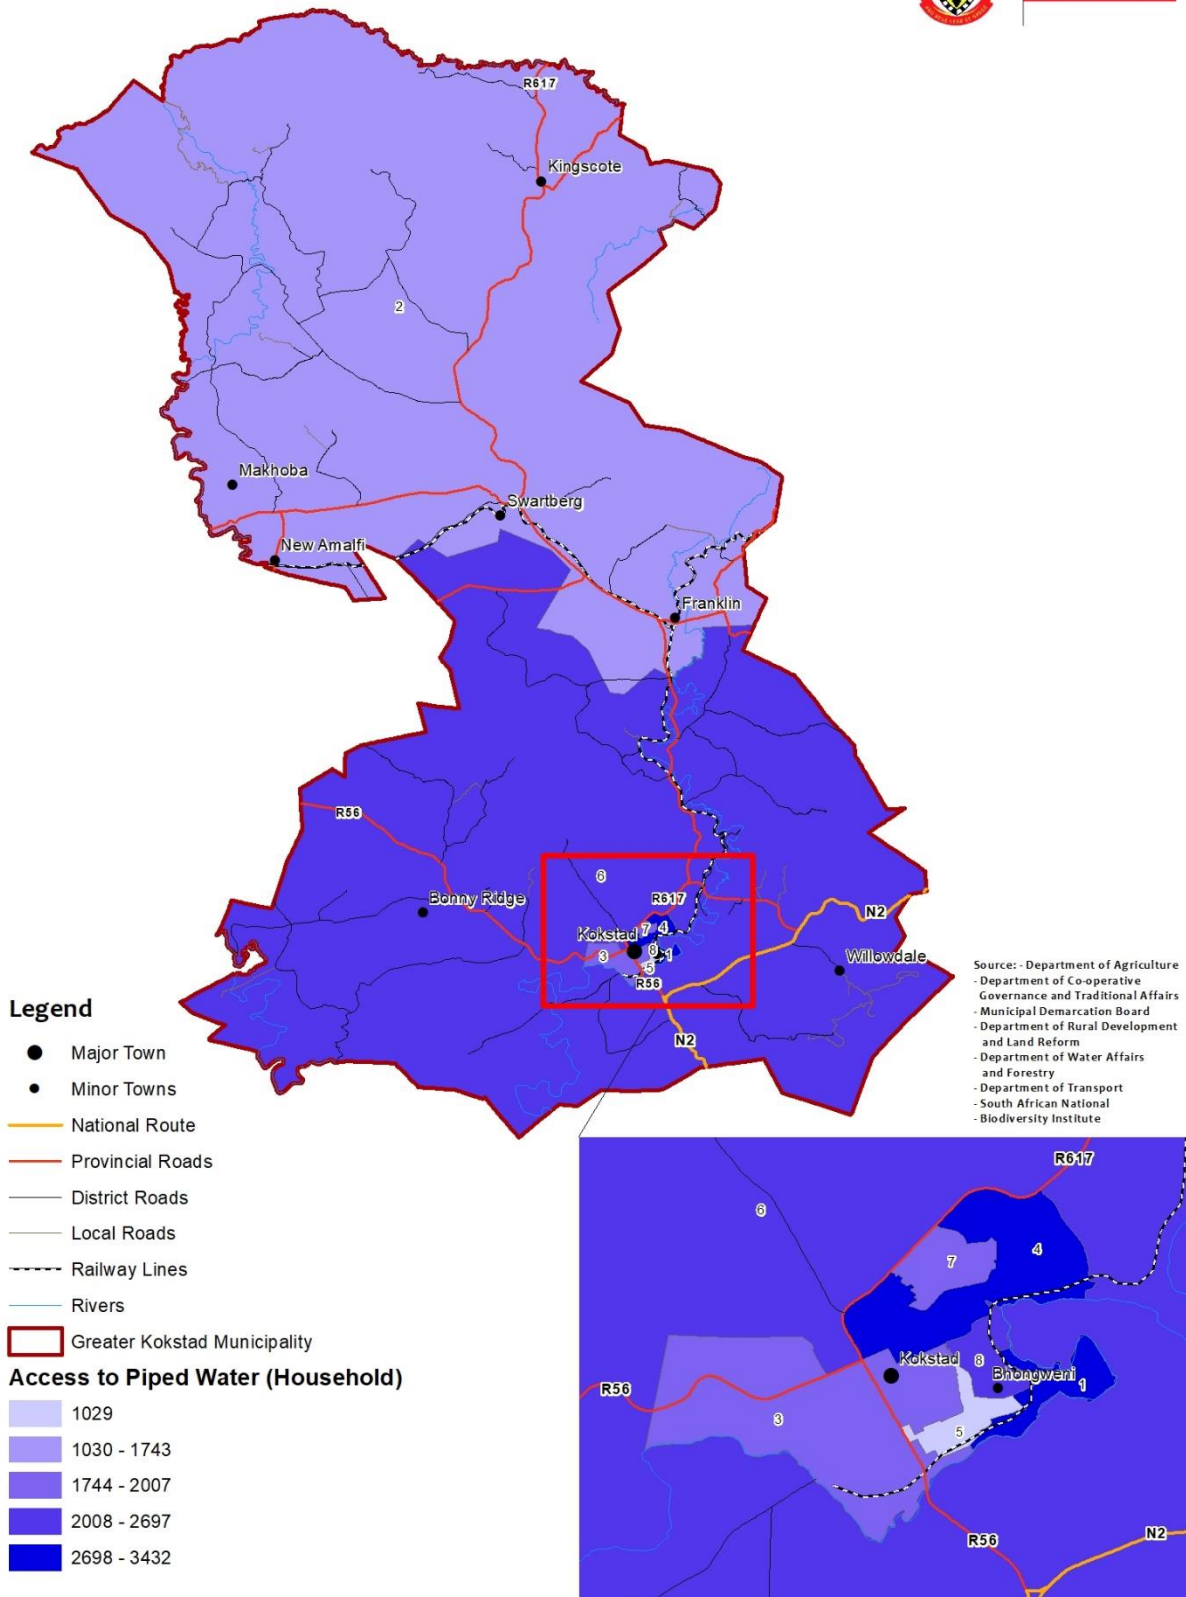 R617
Kingscote
2
Makhoba
Swartberg
New Amalfi
Franklin
R56
6
Bonny Ridge
R617
N2
7
4
Kokstad
8
1
3
5
Willowdale
R56
N2
Source: - Department of Agriculture
- Department of Co-operative
Governance and Traditional Affairs
- Municipal Demarcation Board
- Department of Rural Development
and Land Reform
- Department of Water Affairs
and Forestry
- Department of Transport
- South African National
- Biodiversity Institute
Legend
Major Town
Minor Towns
National Route
Provincial Roads
District Roads
Local Roads
Railway Lines
Rivers
Greater Kokstad Municipality
Access to Piped Water (Household)
1029
1030 - 1743
1744 - 2007
2008 - 2697
2698 - 3432
R617
6
4
7
Kokstad
8
Bhongweni
1
R56
3
5
R56
N2